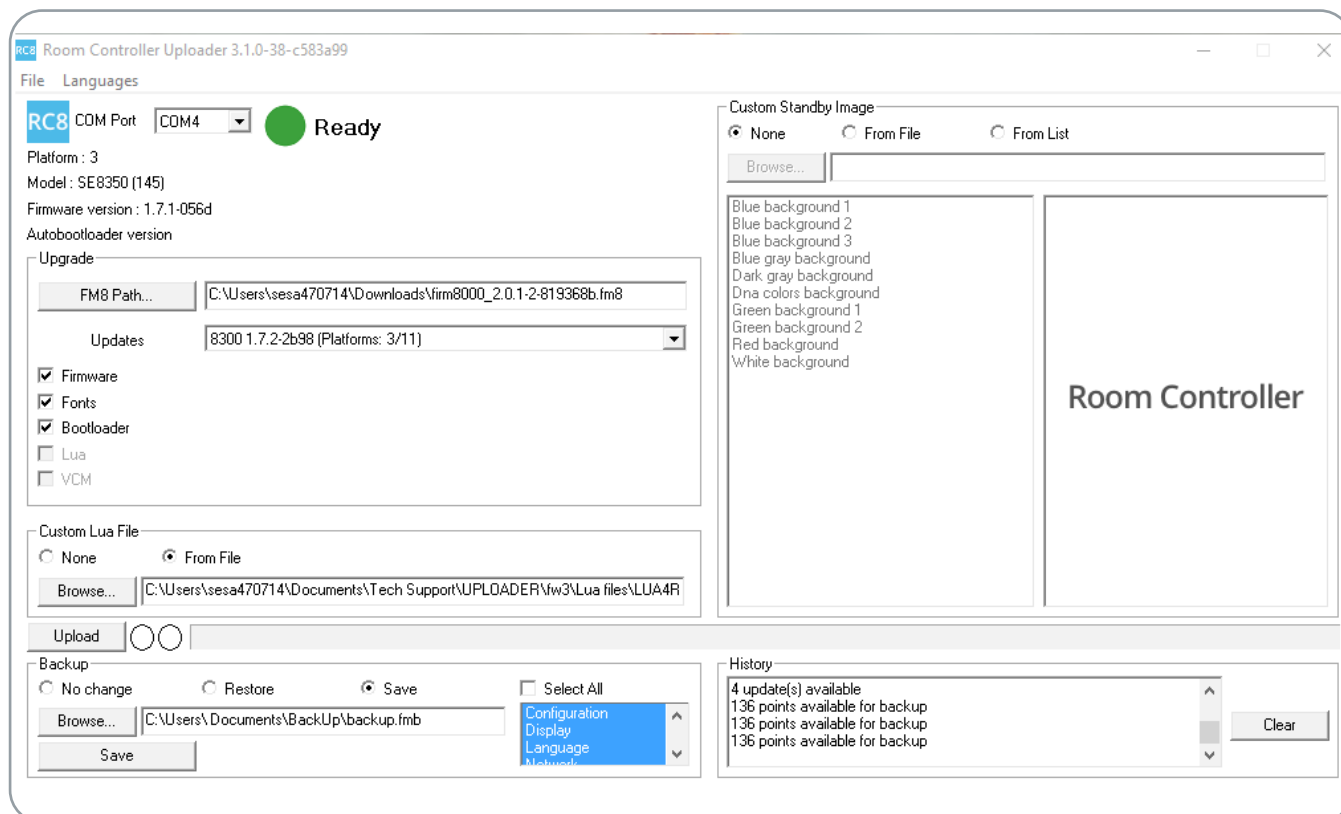 RC8 Room Controller Uploader 3.1.0-38-c583a99
File Languages
RC8 COM Port COM4 Ready
Platform : 3
Model : SE8350 (145)
Firmware version : 1.7.1-056d
Autobootloader version
Upgrade
FM8 Path... C:\Users\sesa470714\Downloads\firm8000_2.0.1-2-819368b.fm8
Updates 8300 1.7.2-2b98 (Platforms: 3/11)
Firmware
Fonts
Bootloader
Lua
VCM
Custom Lua File
None From File
Browse... C:\Users\sesa470714\Documents\Tech Support\UPLOADER\fw3\Lua files\LUA4R
Upload
Backup
No change Restore Save Select All
Browse... C:\Users\ Documents\BackUp\backup.fmb
Save
Configuration
Display
Language
Network
Custom Standby Image
None From File From List
Browse...
Blue background 1
Blue background 2
Blue background 3
Blue gray background
Dark gray background
Dna colors background
Green background 1
Green background 2
Red background
White background
Room Controller
History
4 update(s) available
136 points available for backup
136 points available for backup
136 points available for backup
Clear